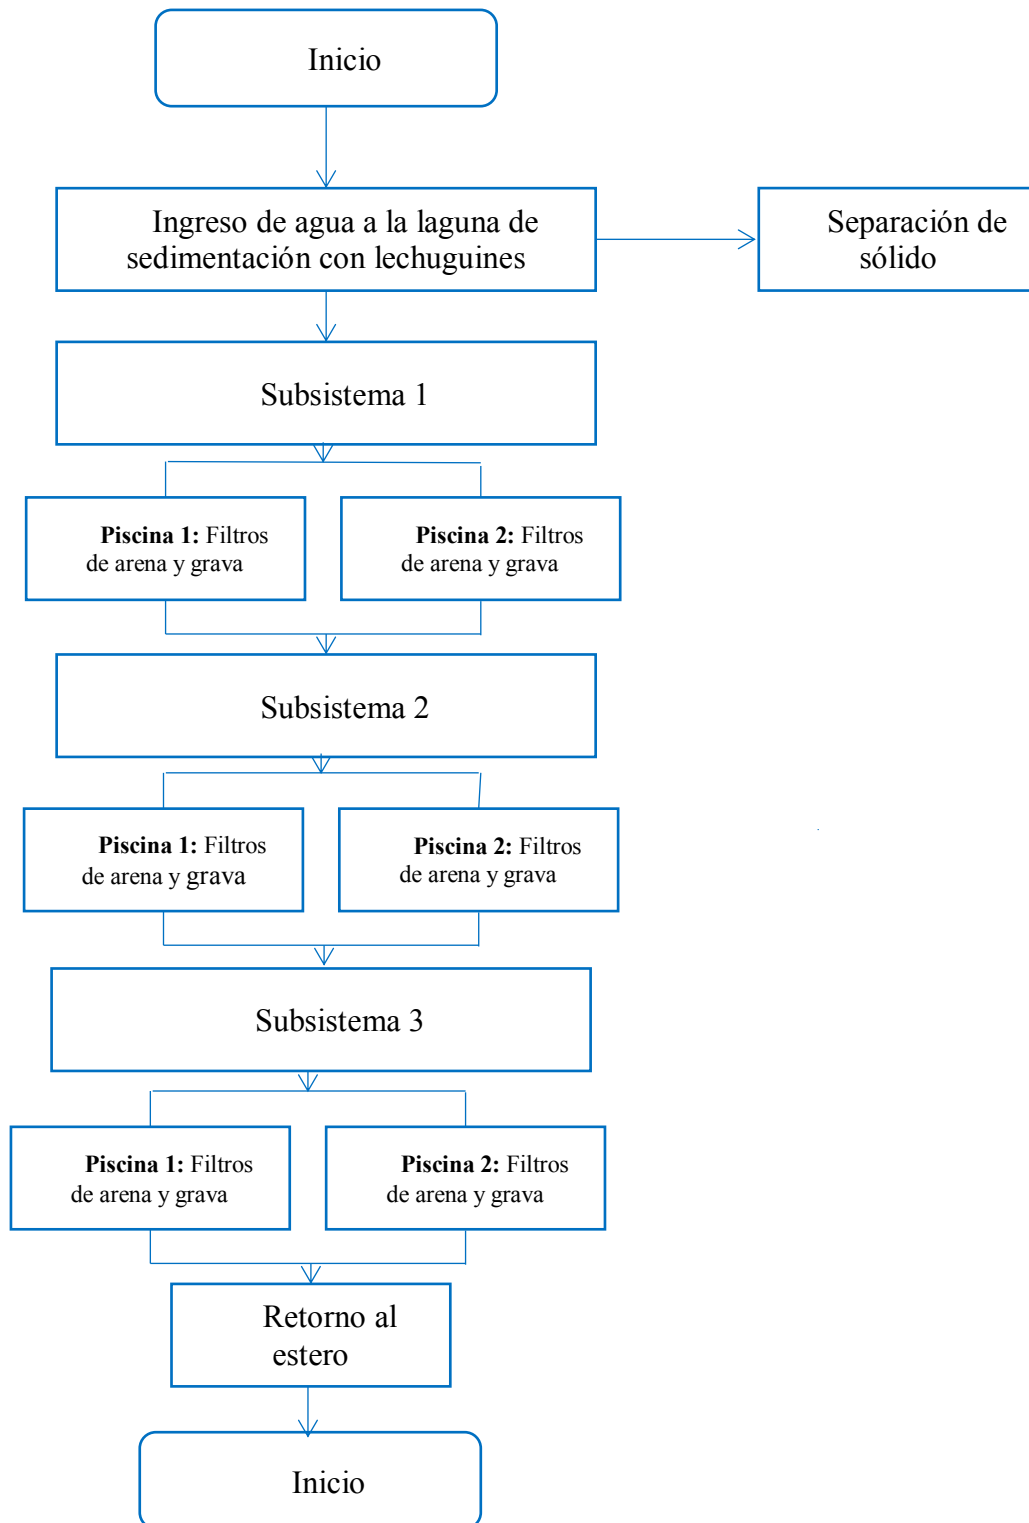 Inicio
Ingreso de agua a la laguna de
sedimentación con lechuguines
Separación de
sólido
Subsistema 1
Piscina 1: Filtros
de arena y grava
Piscina 2: Filtros
de arena y grava
Subsistema 2
Piscina 1: Filtros
de arena y grava
Piscina 2: Filtros
de arena y grava
Subsistema 3
Piscina 1: Filtros
de arena y grava
Piscina 2: Filtros
de arena y grava
Retorno al
estero
Inicio